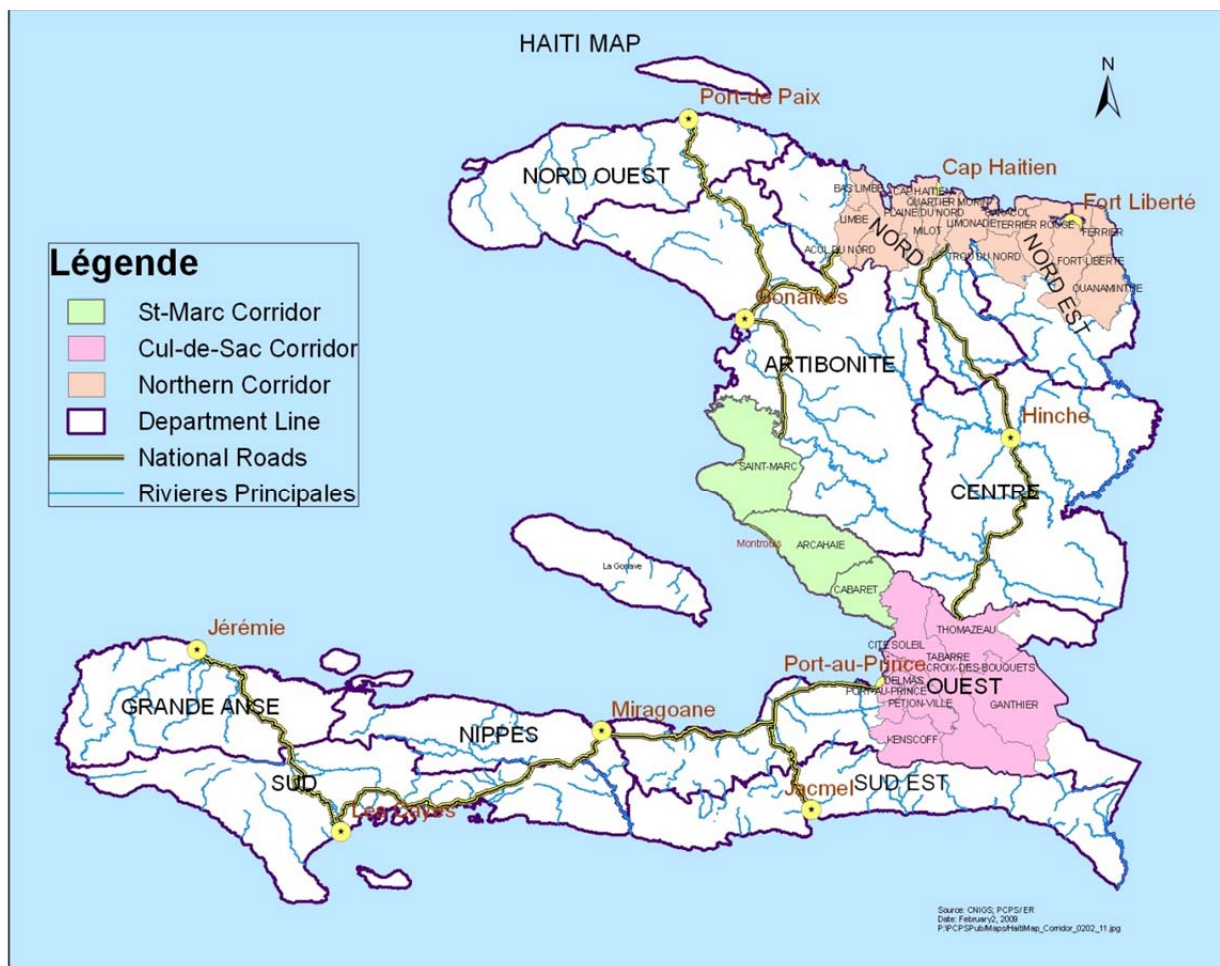 HAITI MAP
N
Port-de Paix
NORD OUEST
Cap Haitien
BAS LIMBE
CAP HAITIEN
QUARTIER MORIN
Fort Liberté
LIMBE
PLAINE DU NORD
CARACOL
LIMONADE
TERRIER ROUGE
FERRIER
MILOT
NORD
ACUL DU NORD
TROU DU NORD
FORT-LIBERTE
NORD EST
OUANAMINTHE
Légende
St-Marc Corridor
Cul-de-Sac Corridor
Northern Corridor
Department Line
National Roads
Rivieres Principales
Gonaives
ARTIBONITE
Hinche
SAINT-MARC
CENTRE
Montrouis
ARCAHAIE
La Gonave
CABARET
THOMAZEAU
Jérémie
CITE SOLEIL
TABARRE
Port-au-Prince
CROIX-DES-BOUQUETS
DELMAS
OUEST
PORT-AU-PRINCE
PETION-VILLE
GANTHIER
GRANDE ANSE
Miragoane
NIPPES
KENSCOFF
SUD
Jacmel
SUD EST
Les Cayes
Source: CNIGS, PCPS/ ER
Date: February2, 2009
P:\PCPSPub/Maps/HaitiMap_Corridor_0202_11.jpg